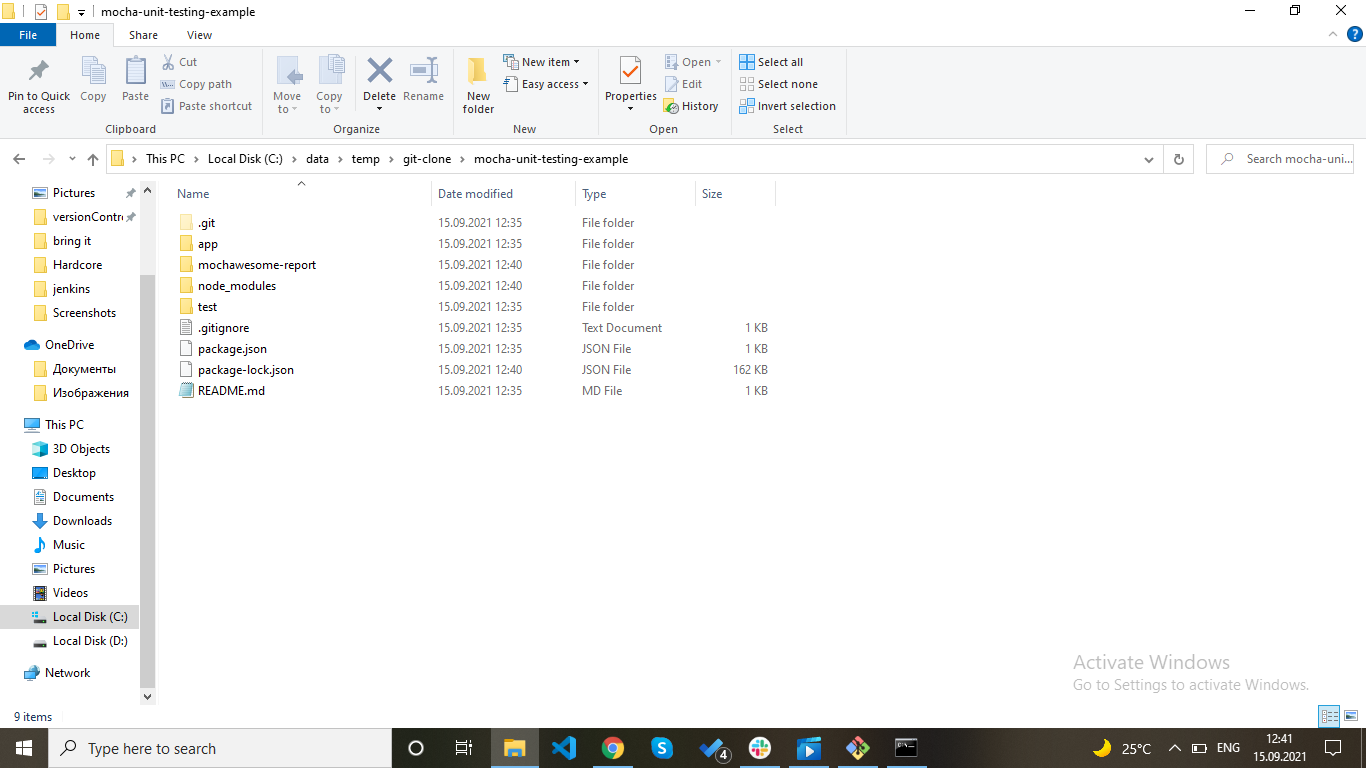 mocha-unit-testing-example
File Home Share View
Pin to Quick access
Copy
Paste
Cut
Copy path
Paste shortcut
Clipboard
Move to
Copy to
Delete
Rename
Organize
New folder
New item
Easy access
New
Properties
Open
Edit
History
Open
Select all
Select none
Invert selection
Select
This PC Local Disk (C:) data temp git-clone mocha-unit-testing-example
Search mocha-uni...
Pictures
versionContr
bring it
Hardcore
jenkins
Screenshots
OneDrive
Документы
Изображения
This PC
3D Objects
Desktop
Documents
Downloads
Music
Pictures
Videos
Local Disk (C:)
Local Disk (D:)
Network
Name Date modified Type Size
.git 15.09.2021 12:35 File folder
app 15.09.2021 12:35 File folder
mochawesome-report 15.09.2021 12:40 File folder
node_modules 15.09.2021 12:40 File folder
test 15.09.2021 12:35 File folder
.gitignore 15.09.2021 12:35 Text Document 1 KB
package.json 15.09.2021 12:35 JSON File 1 KB
package-lock.json 15.09.2021 12:40 JSON File 162 KB
README.md 15.09.2021 12:35 MD File 1 KB
Activate Windows
Go to Settings to activate Windows.
9 items
Type here to search
4
25°C
ENG
12:41
15.09.2021